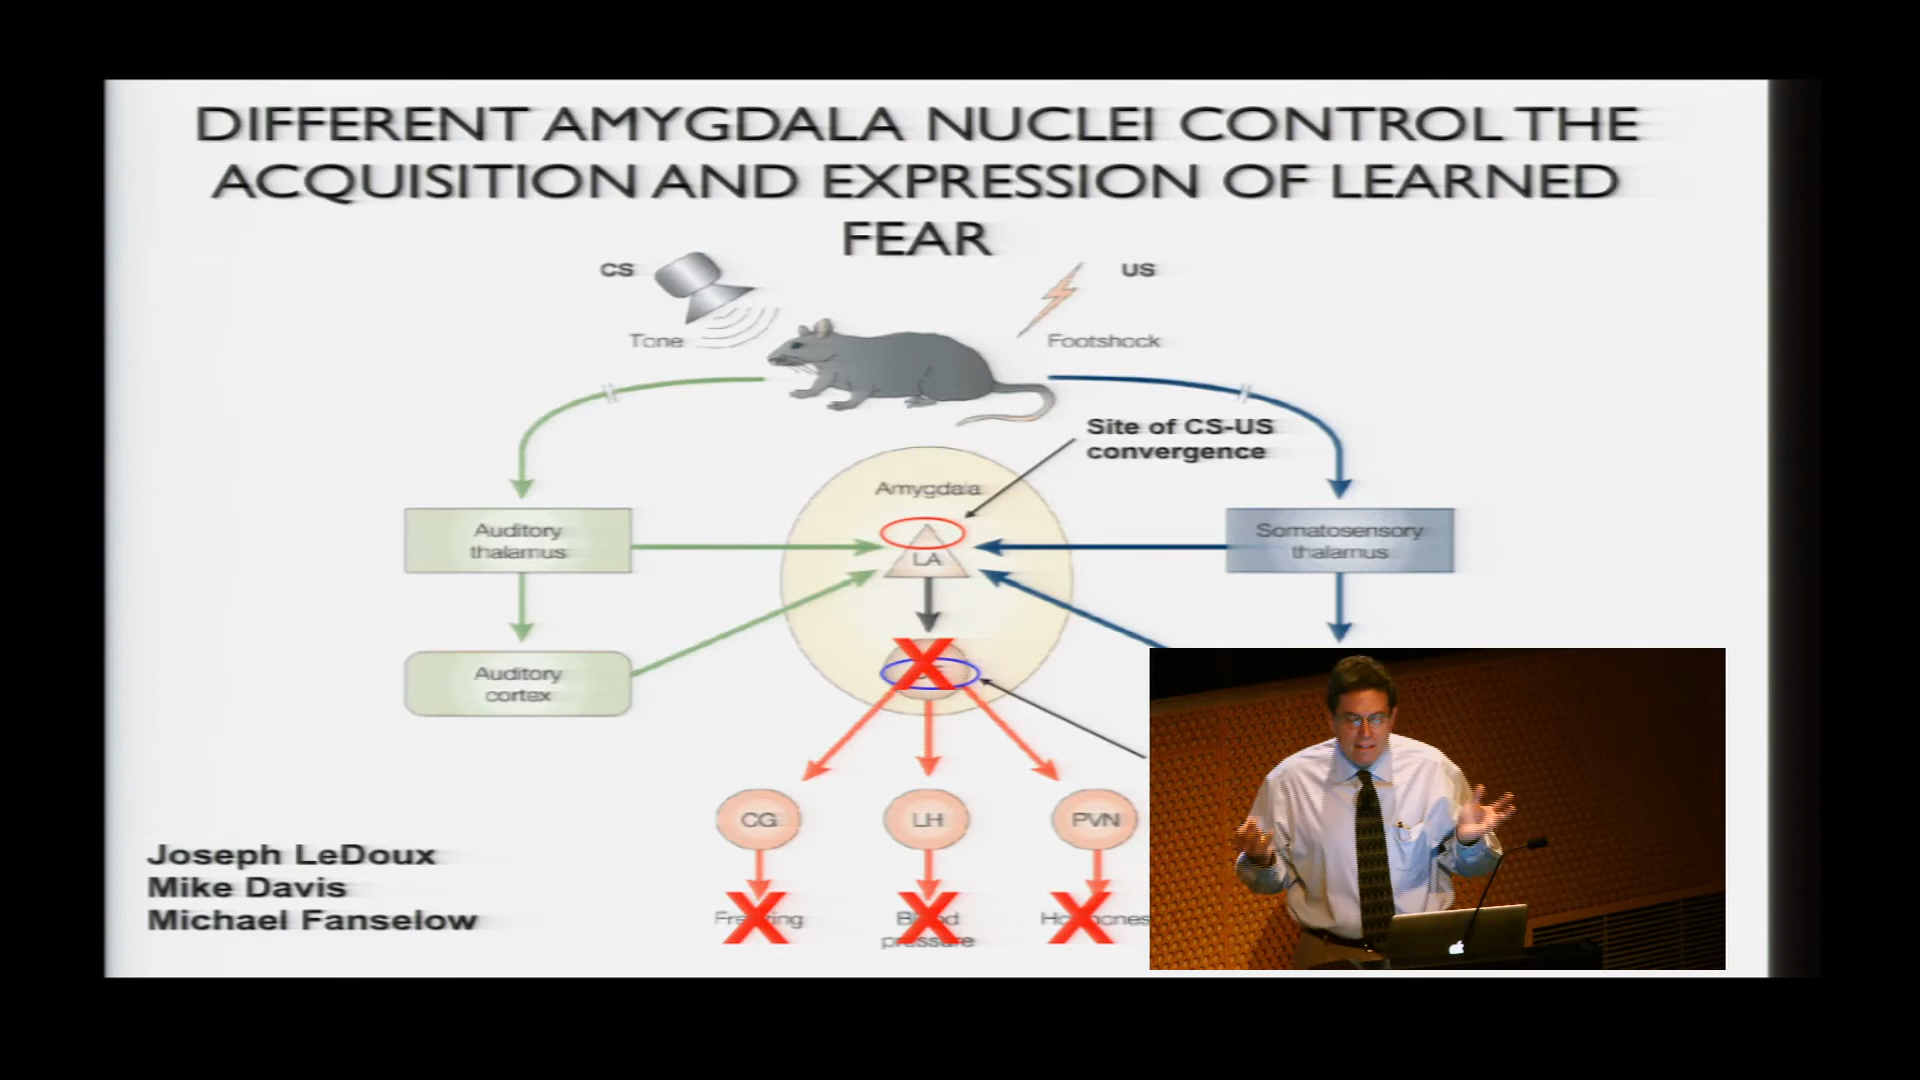 DIFFERENT AMYGDALA NUCLEI CONTROL THE
ACQUISITION AND EXPRESSION OF LEARNED
FEAR
CS
US
Tone
Footshock
Site of CS-US
convergence
Amygdala
Auditory
thalamus
LA
Somatosensory
thalamus
Auditory
cortex
CG
LH
PVN
Joseph LeDoux
Mike Davis
Michael Fanselow
Freezing
Blood
pressure
Hormones